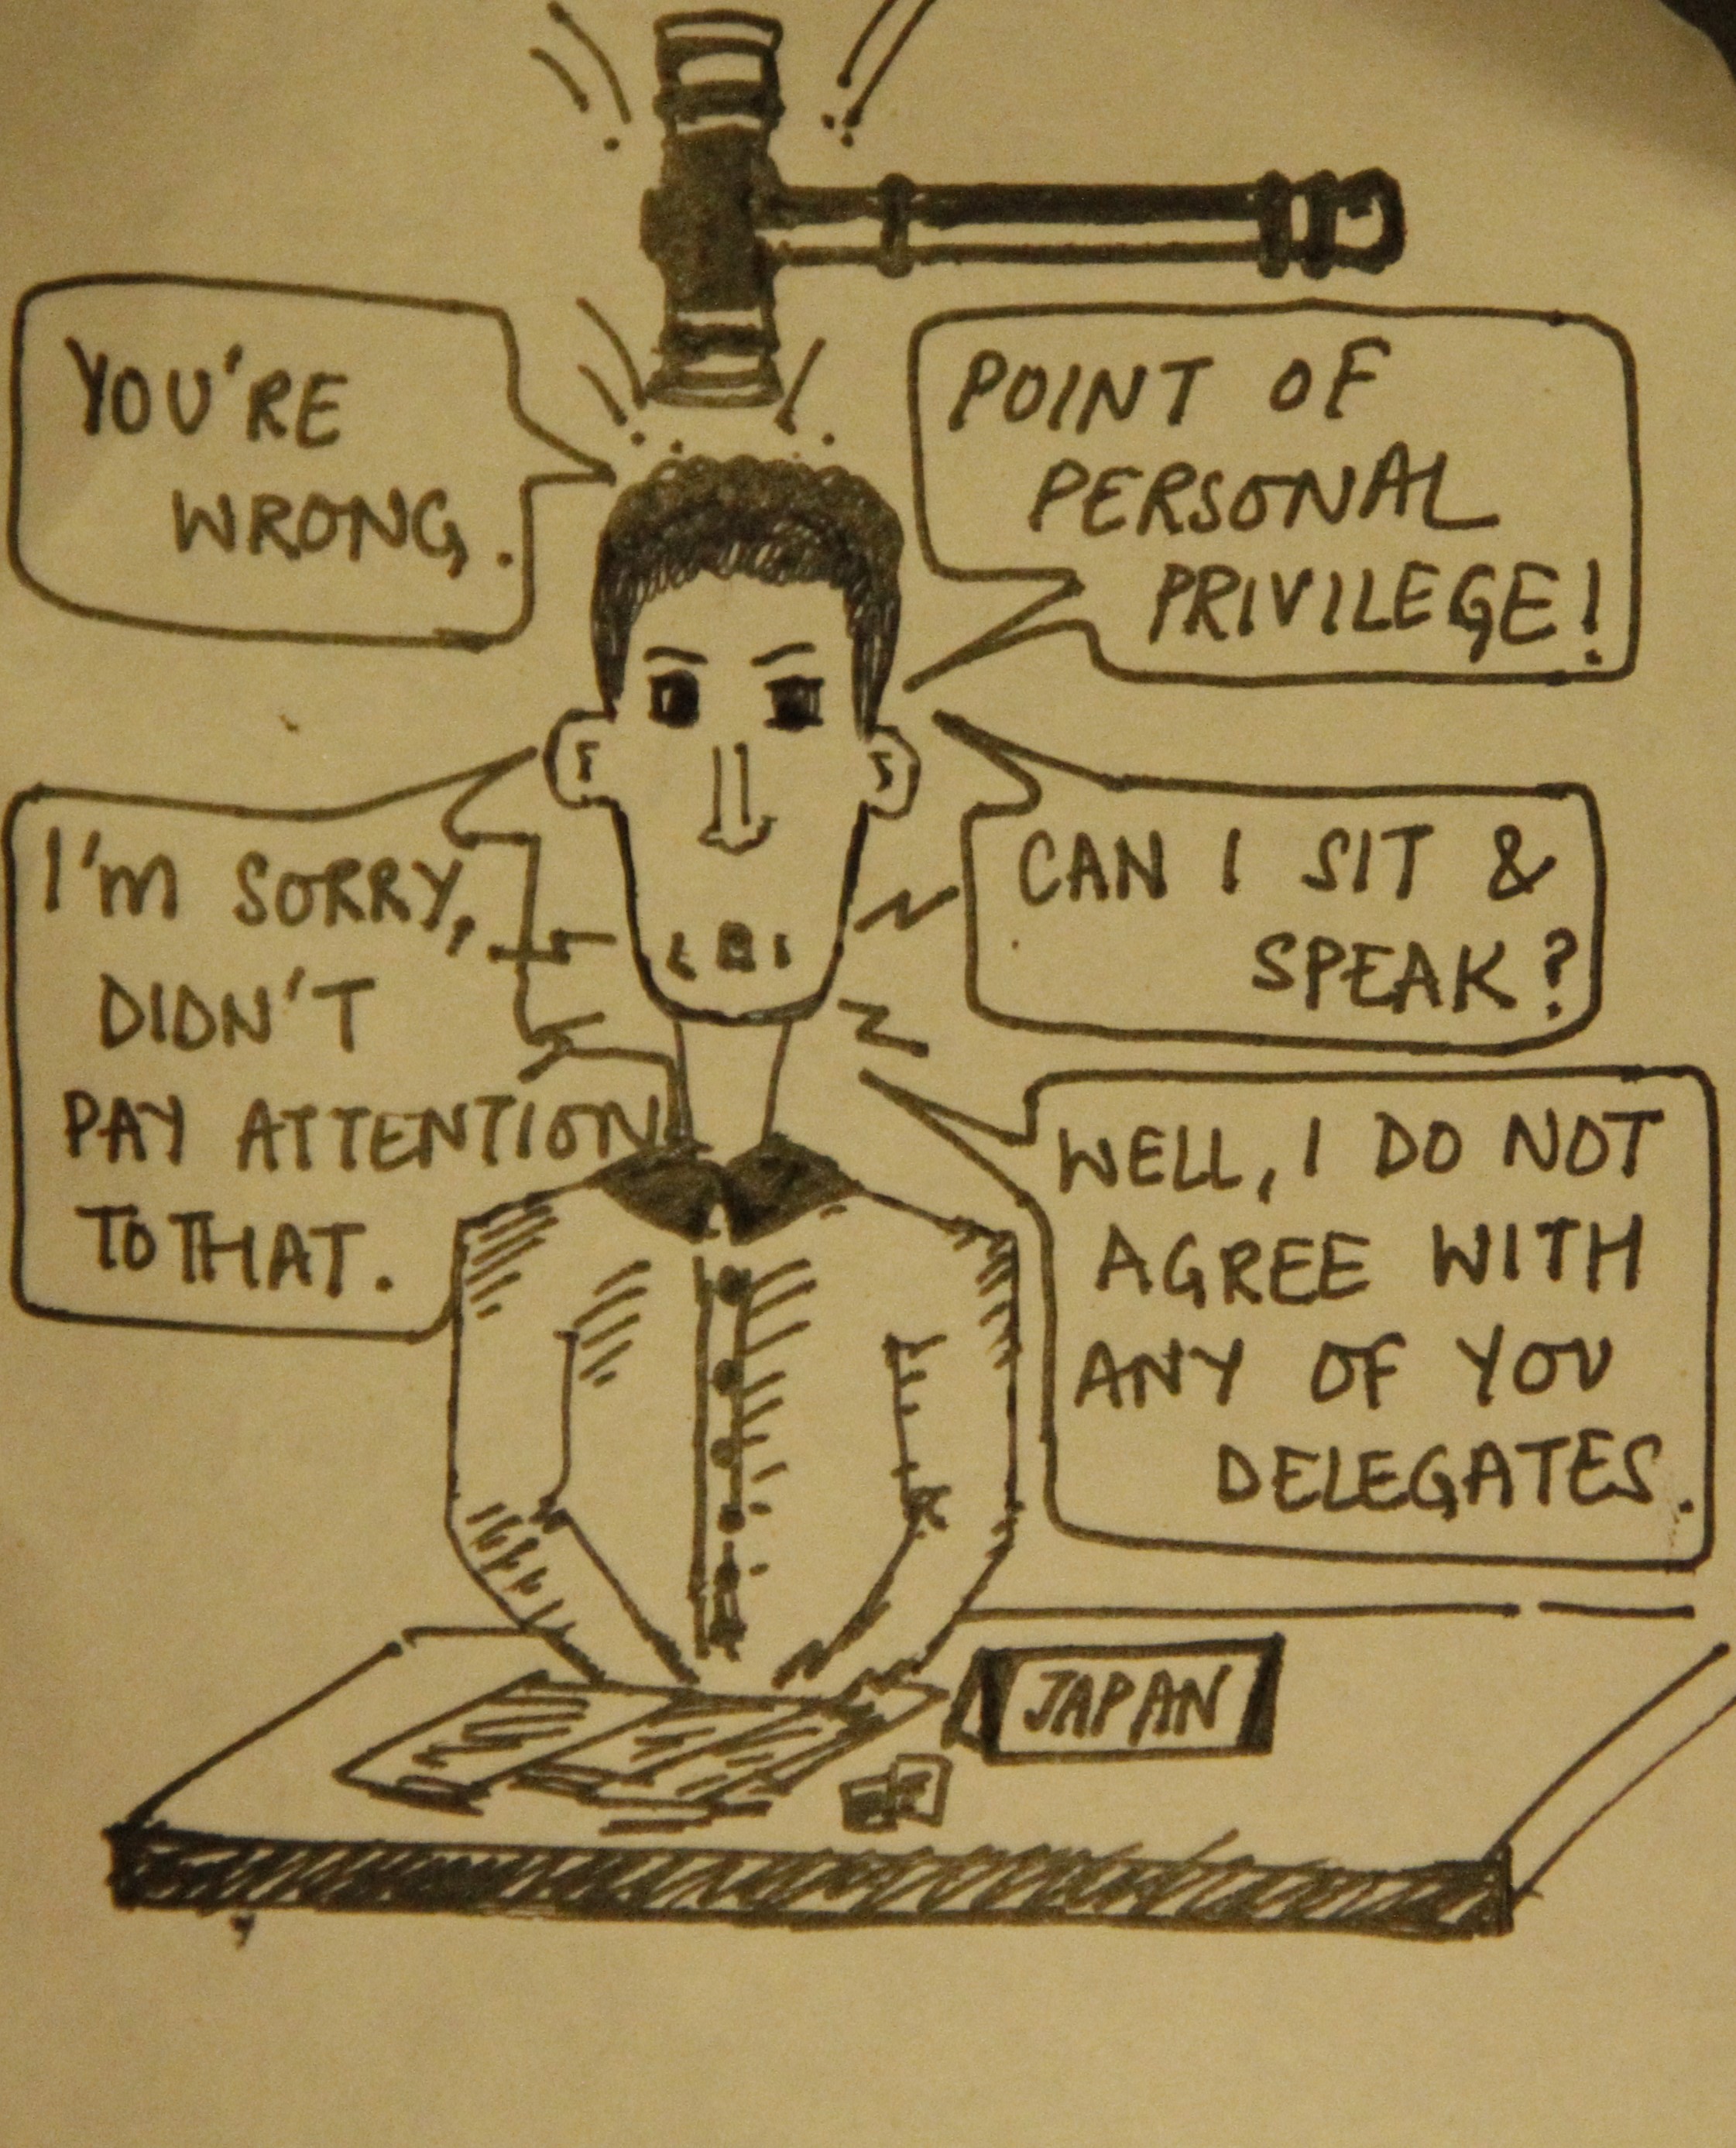 YOU'RE
WRONG.
POINT OF
PERSONAL
PRIVILEGE!
I'M SORRY,
DIDN'T
PAY ATTENTION
TO THAT.
CAN I SIT &
SPEAK?
WELL, I DO NOT
AGREE WITH
ANY OF YOU
DELEGATES.
JAPAN